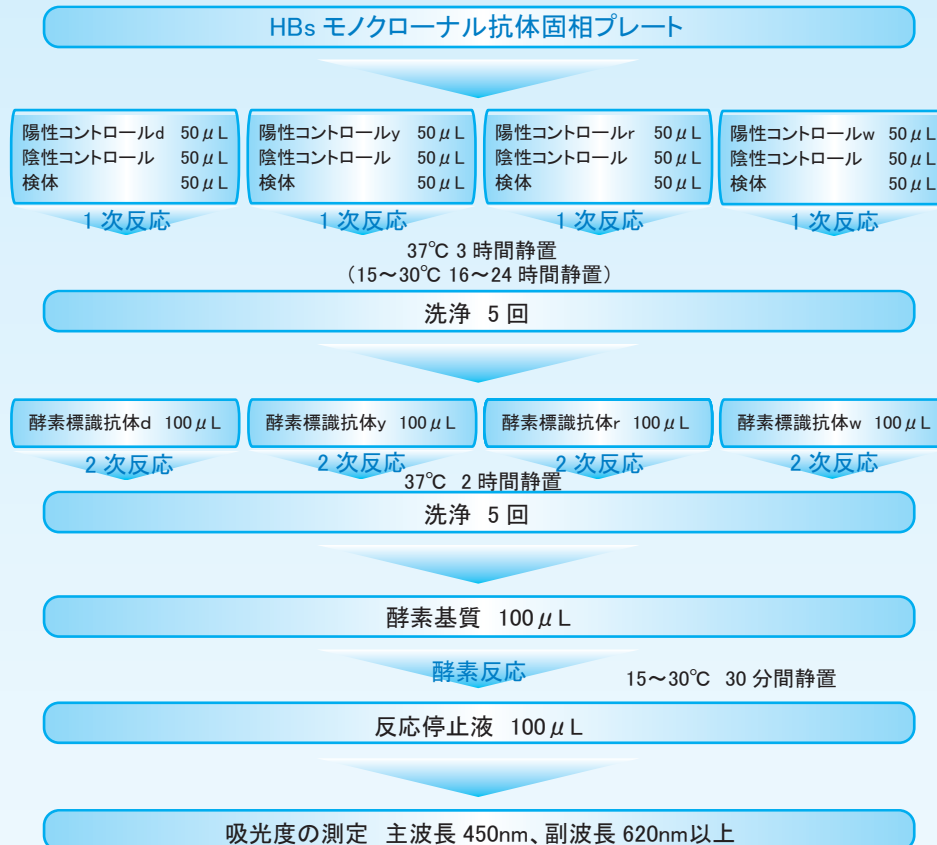 HBs モノクローナル抗体固相プレート
陽性コントロールd 50μL
陰性コントロール 50μL
検体 50μL
陽性コントロールy 50μL
陰性コントロール 50μL
検体 50μL
陽性コントロールr 50μL
陰性コントロール 50μL
検体 50μL
陽性コントロールw 50μL
陰性コントロール 50μL
検体 50μL
1次反応
1次反応
1次反応
1次反応
37℃ 3時間静置
(15～30℃ 16～24時間静置)
洗浄 5回
酵素標識抗体d 100μL
酵素標識抗体y 100μL
酵素標識抗体r 100μL
酵素標識抗体w 100μL
2次反応
2次反応
2次反応
2次反応
37℃ 2時間静置
洗浄 5回
酵素基質 100μL
酵素反応
15～30℃ 30分間静置
反応停止液 100μL
吸光度の測定 主波長450nm、副波長620nm以上